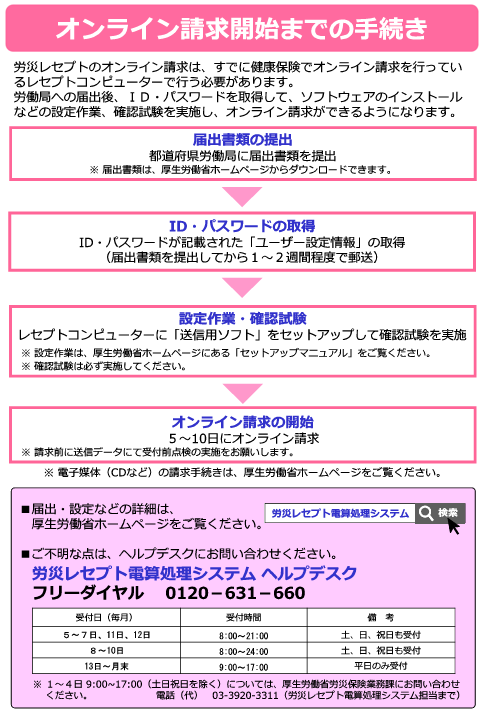 オンライン請求開始までの手続き
労災レセプトのオンライン請求は、すでに健康保険でオンライン請求を行ってい
るレセプトコンピューターで行う必要があります。
労働局への届出後、ＩＤ・パスワードを取得して、ソフトウェアのインストール
などの設定作業、確認試験を実施し、オンライン請求ができるようになります。
届出書類の提出
都道府県労働局に届出書類を提出
※ 届出書類は、厚生労働省ホームページからダウンロードできます。
ID・パスワードの取得
ID・パスワードが記載された「ユーザー設定情報」の取得
（届出書類を提出してから１～２週間程度で郵送）
設定作業・確認試験
レセプトコンピューターに「送信用ソフト」をセットアップして確認試験を実施
※ 設定作業は、厚生労働省ホームページにある「セットアップマニュアル」をご覧ください。
※ 確認試験は必ず実施してください。
オンライン請求の開始
５～10日にオンライン請求
※ 請求前に送信データにて受付前点検の実施をお願いします。
※ 電子媒体（CDなど）の請求手続きは、厚生労働省ホームページをご覧ください。
■届出・設定などの詳細は、
厚生労働省ホームページをご覧ください。
労災レセプト電算処理システム 検索
■ご不明な点は、ヘルプデスクにお問い合わせください。
労災レセプト電算処理システム ヘルプデスク
フリーダイヤル 0120－631－660
受付日（毎月） 受付時間 備 考
５～７日、11日、12日 8:00～21:00 土、日、祝日も受付
８～10日 8:00～24:00 土、日、祝日も受付
13日～月末 9:00～17:00 平日のみ受付
※ １～４日 9:00~17:00（土日祝日を除く）については、厚生労働省労災保険業務課にお問い合わせ
ください。 電話（代） 03-3920-3311（労災レセプト電算処理システム担当まで）